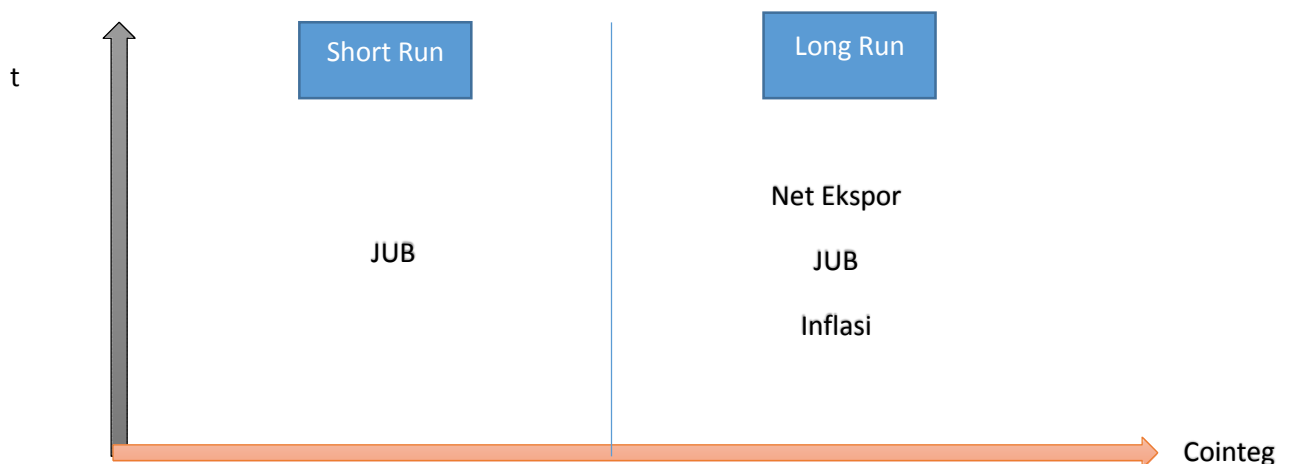 Short Run
Long Run
t
Net Ekspor
JUB
JUB
Inflasi
Cointeg